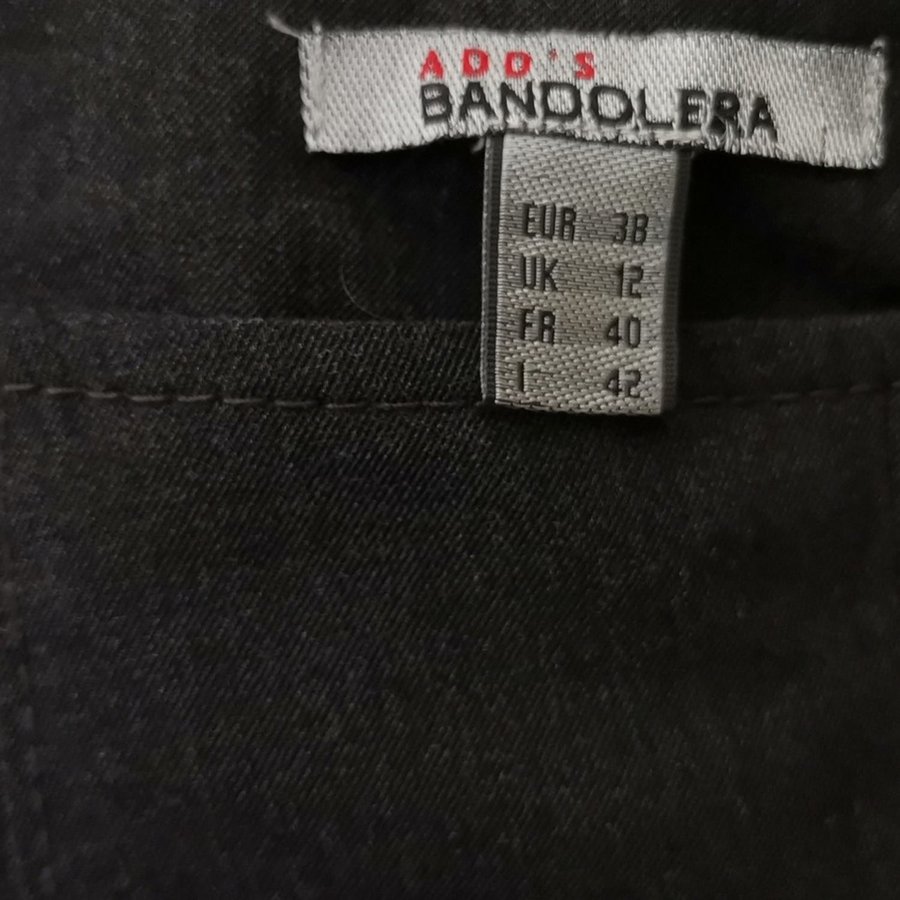 ADD'S
BANDOLERA
EUR 38
UK 12
FR 40
I 42